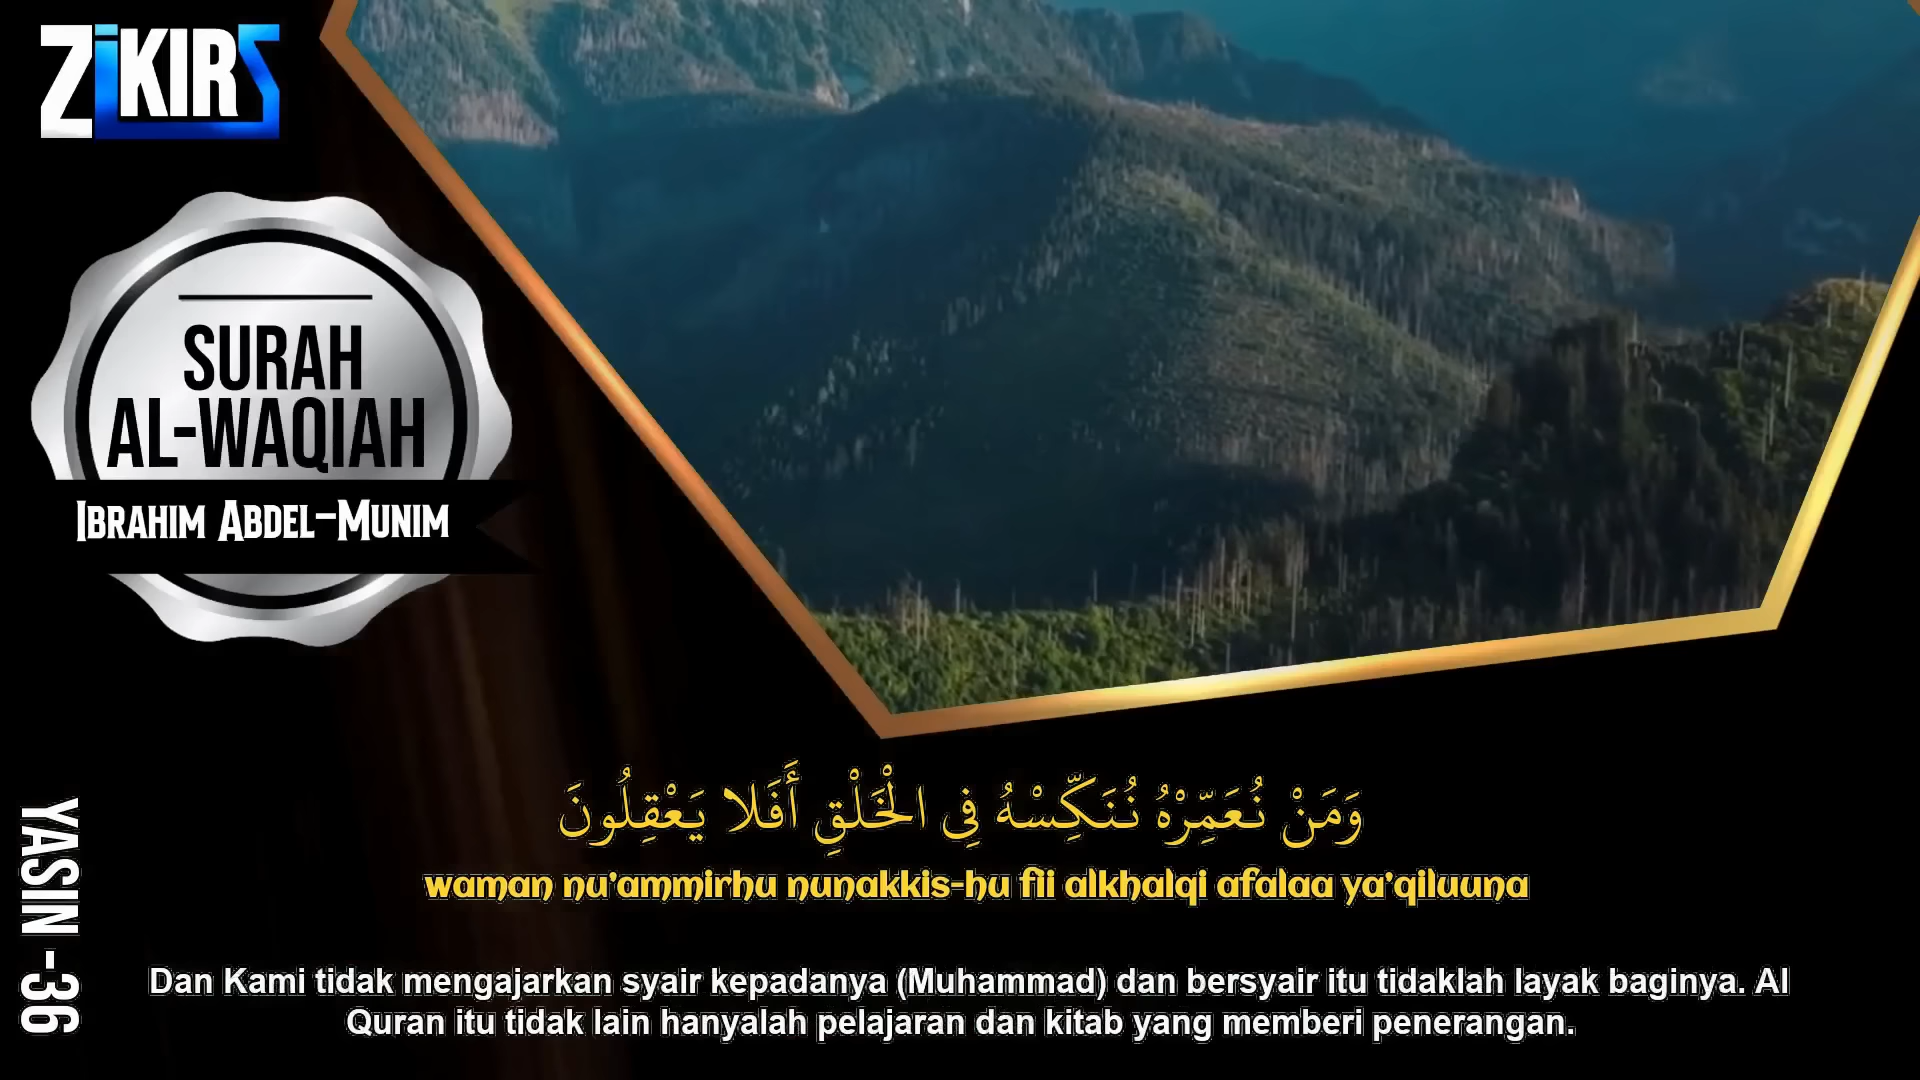 ZiKIRS
SURAH
AL-WAQIAH
IBRAHIM ABDEL-MUNIM
YASIN -36
وَمَنْ نُعَمِّرْهُ نُنَكِّسْهُ فِي الْخَلْقِ أَفَلا يَعْقِلُونَ
waman nu'ammirhu nunakkis-hu fii alkhalqi afalaa ya'qiluuna
Dan Kami tidak mengajarkan syair kepadanya (Muhammad) dan bersyair itu tidaklah layak baginya. Al
Quran itu tidak lain hanyalah pelajaran dan kitab yang memberi penerangan.